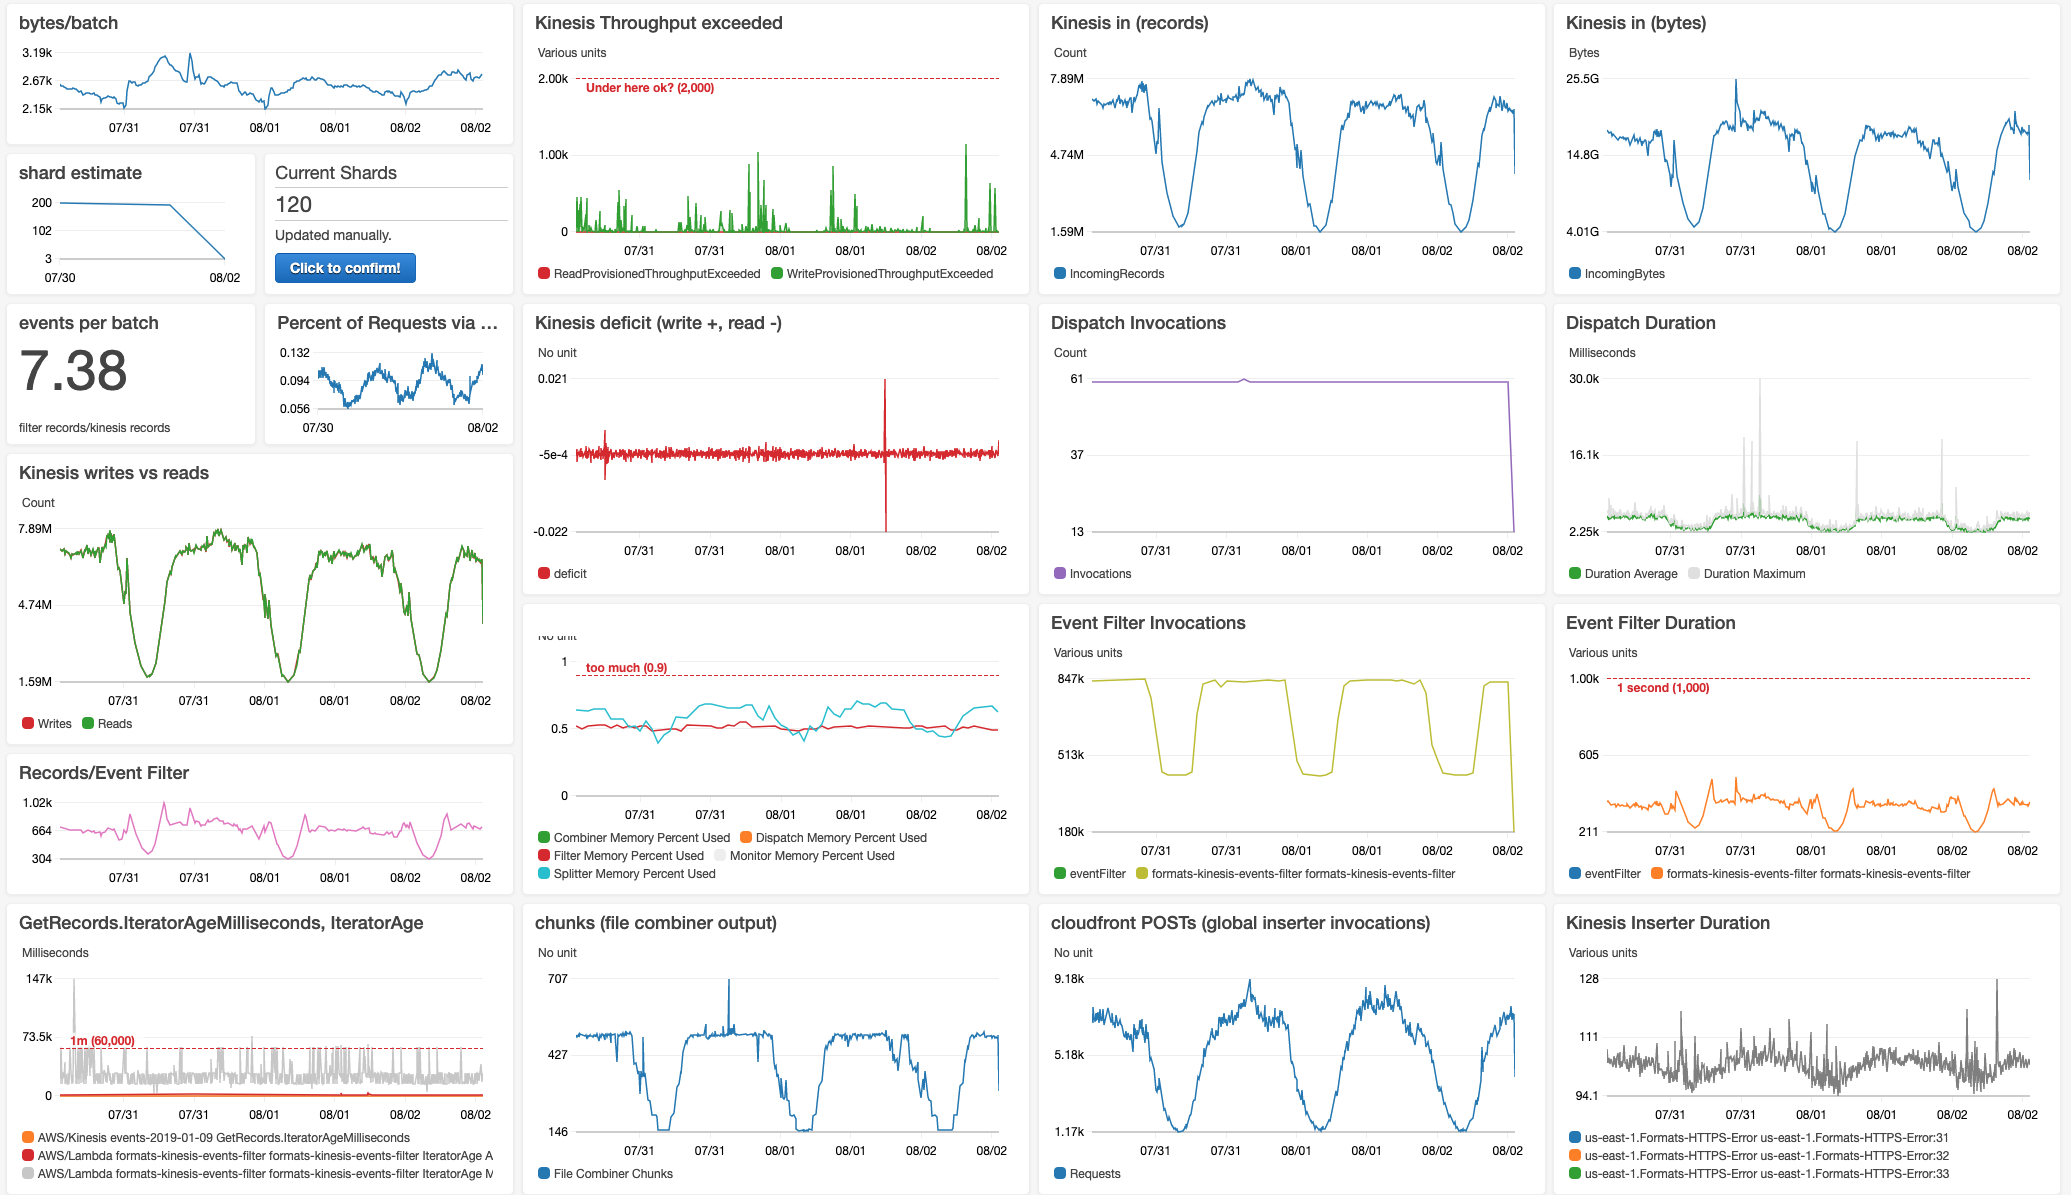 bytes/batch
3.19k
2.67k
2.15k
07/31 07/31 08/01 08/01 08/02 08/02
shard estimate
200
102
3
07/30 08/02
Current Shards
120
Updated manually.
Click to confirm!
Kinesis Throughput exceeded
Various units
2.00k
Under here ok? (2,000)
1.00k
0
07/31 07/31 08/01 08/01 08/02 08/02
ReadProvisionedThroughputExceeded WriteProvisionedThroughputExceeded
Kinesis in (records)
Count
7.89M
4.74M
1.59M
07/31 07/31 08/01 08/01 08/02 08/02
IncomingRecords
Kinesis in (bytes)
Bytes
25.5G
14.8G
4.01G
07/31 07/31 08/01 08/01 08/02 08/02
IncomingBytes
events per batch
7.38
filter records/kinesis records
Percent of Requests via ...
0.132
0.094
0.056
07/30 08/02
Kinesis deficit (write +, read -)
No unit
0.021
-5e-4
-0.022
07/31 07/31 08/01 08/01 08/02 08/02
deficit
Dispatch Invocations
Count
61
37
13
07/31 07/31 08/01 08/01 08/02 08/02
Invocations
Dispatch Duration
Milliseconds
30.0k
16.1k
2.25k
07/31 07/31 08/01 08/01 08/02 08/02
Duration Average Duration Maximum
Kinesis writes vs reads
Count
7.89M
4.74M
1.59M
07/31 07/31 08/01 08/01 08/02 08/02
Writes Reads
No unit
1
too much (0.9)
0.5
0
07/31 07/31 08/01 08/01 08/02 08/02
Combiner Memory Percent Used Dispatch Memory Percent Used
Filter Memory Percent Used Monitor Memory Percent Used
Splitter Memory Percent Used
Event Filter Invocations
Various units
847k
513k
180k
07/31 07/31 08/01 08/01 08/02 08/02
eventFilter formats-kinesis-events-filter formats-kinesis-events-filter
Event Filter Duration
Various units
1.00k
1 second (1,000)
605
211
07/31 07/31 08/01 08/01 08/02 08/02
eventFilter formats-kinesis-events-filter formats-kinesis-events-filter
Records/Event Filter
1.02k
664
304
07/31 07/31 08/01 08/01 08/02 08/02
GetRecords.IteratorAgeMilliseconds, IteratorAge
Milliseconds
147k
73.5k
1m (60,000)
0
07/31 07/31 08/01 08/01 08/02 08/02
AWS/Kinesis events-2019-01-09 GetRecords.IteratorAgeMilliseconds
AWS/Lambda formats-kinesis-events-filter formats-kinesis-events-filter IteratorAge A
AWS/Lambda formats-kinesis-events-filter formats-kinesis-events-filter IteratorAge M
chunks (file combiner output)
No unit
707
427
146
07/31 07/31 08/01 08/01 08/02 08/02
File Combiner Chunks
cloudfront POSTs (global inserter invocations)
No unit
9.18k
5.18k
1.17k
07/31 07/31 08/01 08/01 08/02 08/02
Requests
Kinesis Inserter Duration
Various units
128
111
94.1
07/31 07/31 08/01 08/01 08/02 08/02
us-east-1.Formats-HTTPS-Error us-east-1.Formats-HTTPS-Error:31
us-east-1.Formats-HTTPS-Error us-east-1.Formats-HTTPS-Error:32
us-east-1.Formats-HTTPS-Error us-east-1.Formats-HTTPS-Error:33